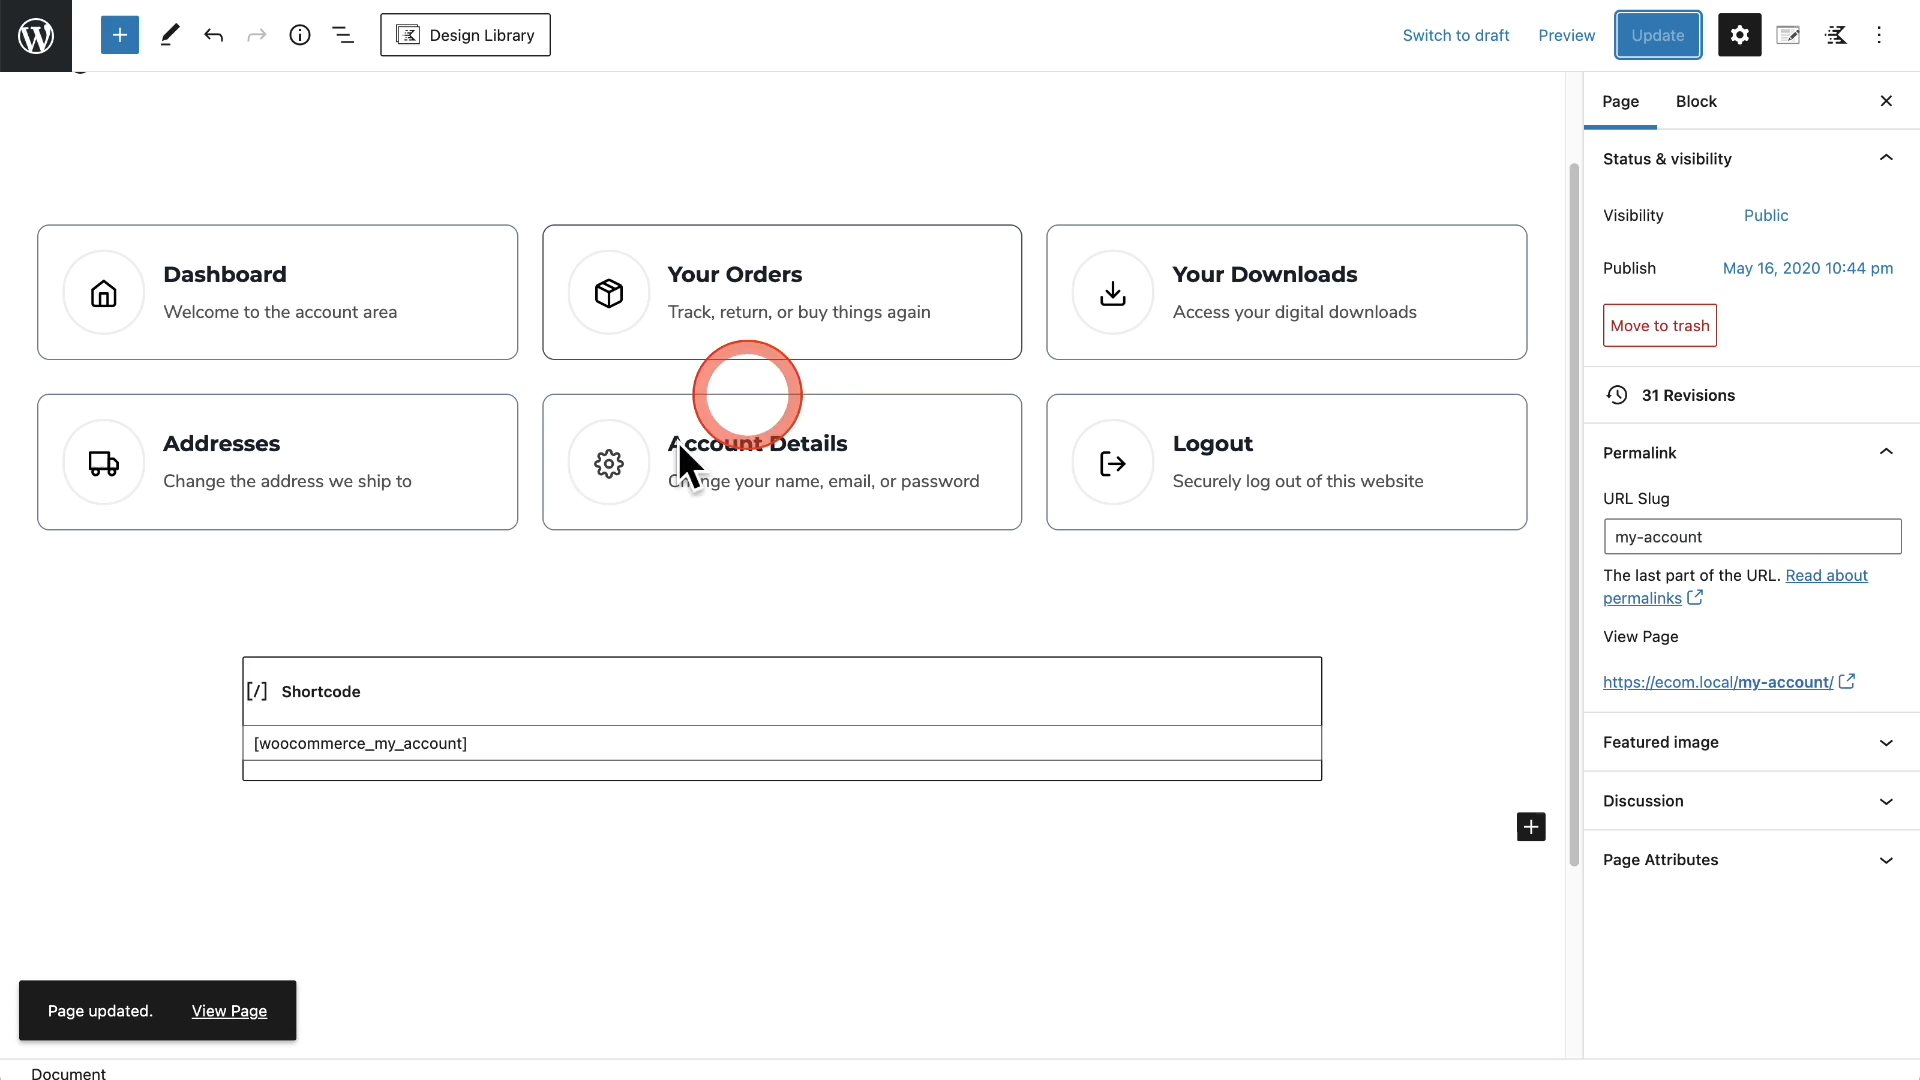 Design Library
Switch to draft
Preview
Update
Page
Block
Status & visibility
Visibility
Public
Publish
May 16, 2020 10:44 pm
Move to trash
31 Revisions
Permalink
URL Slug
my-account
The last part of the URL. Read about
permalinks
View Page
https://ecom.local/my-account/
Featured image
Discussion
Page Attributes
Dashboard
Welcome to the account area
Your Orders
Track, return, or buy things again
Your Downloads
Access your digital downloads
Addresses
Change the address we ship to
Account Details
Change your name, email, or password
Logout
Securely log out of this website
[/] Shortcode
[woocommerce_my_account]
Page updated.
View Page
Document